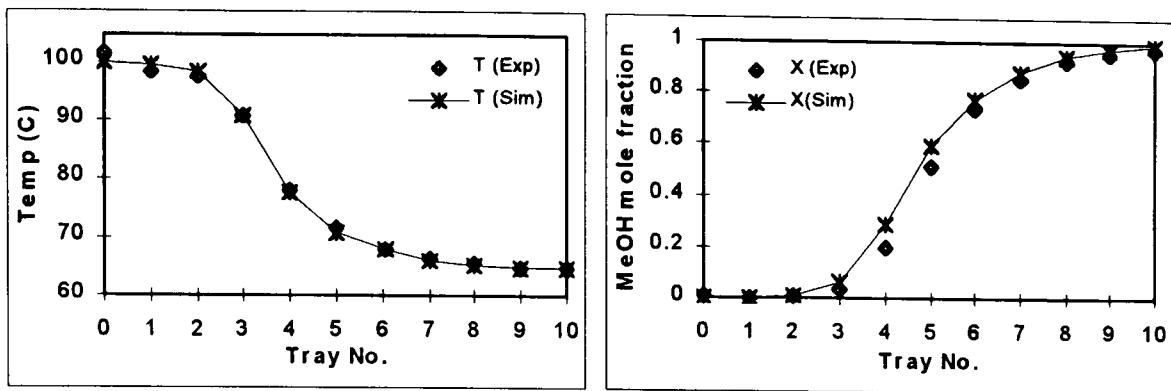 100
90
80
70
60
Temp (C)
T (Exp)
T (Sim)
0 1 2 3 4 5 6 7 8 9 10
Tray No.
1
0.8
0.6
0.4
0.2
0
MeOH mole fraction
X (Exp)
X(Sim)
0 1 2 3 4 5 6 7 8 9 10
Tray No.